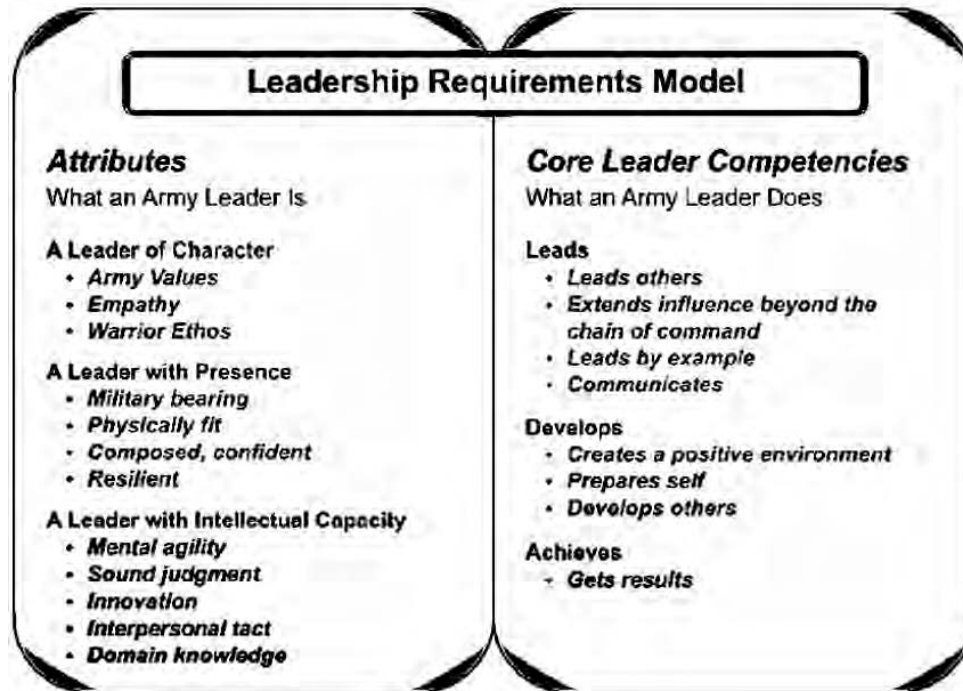 Leadership Requirements Model
Attributes
What an Army Leader Is
A Leader of Character
• Army Values
• Empathy
• Warrior Ethos
A Leader with Presence
• Military bearing
• Physically fit
• Composed, confident
• Resilient
A Leader with Intellectual Capacity
• Mental agility
• Sound judgment
• Innovation
• Interpersonal tact
• Domain knowledge
Core Leader Competencies
What an Army Leader Does
Leads
• Leads others
• Extends influence beyond the
chain of command
• Leads by example
• Communicates
Develops
• Creates a positive environment
• Prepares self
• Develops others
Achieves
• Gets results